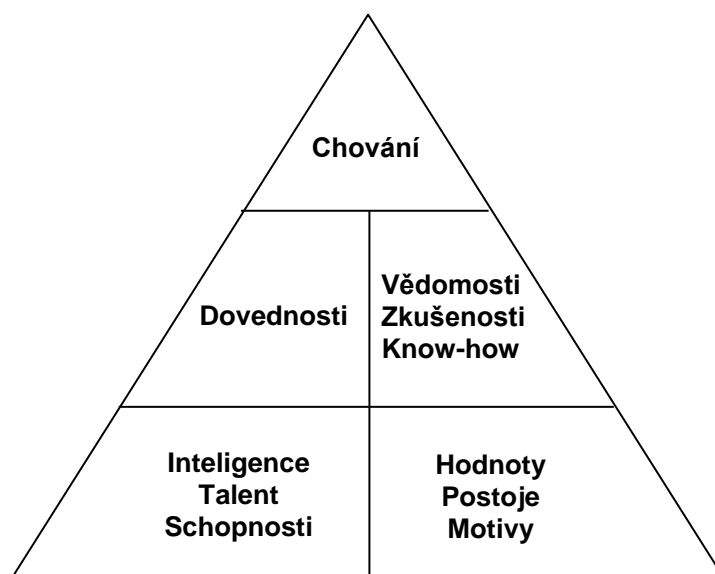 Chování
Dovednosti
Vědomosti
Zkušenosti
Know-how
Inteligence
Talent
Schopnosti
Hodnoty
Postoje
Motivy